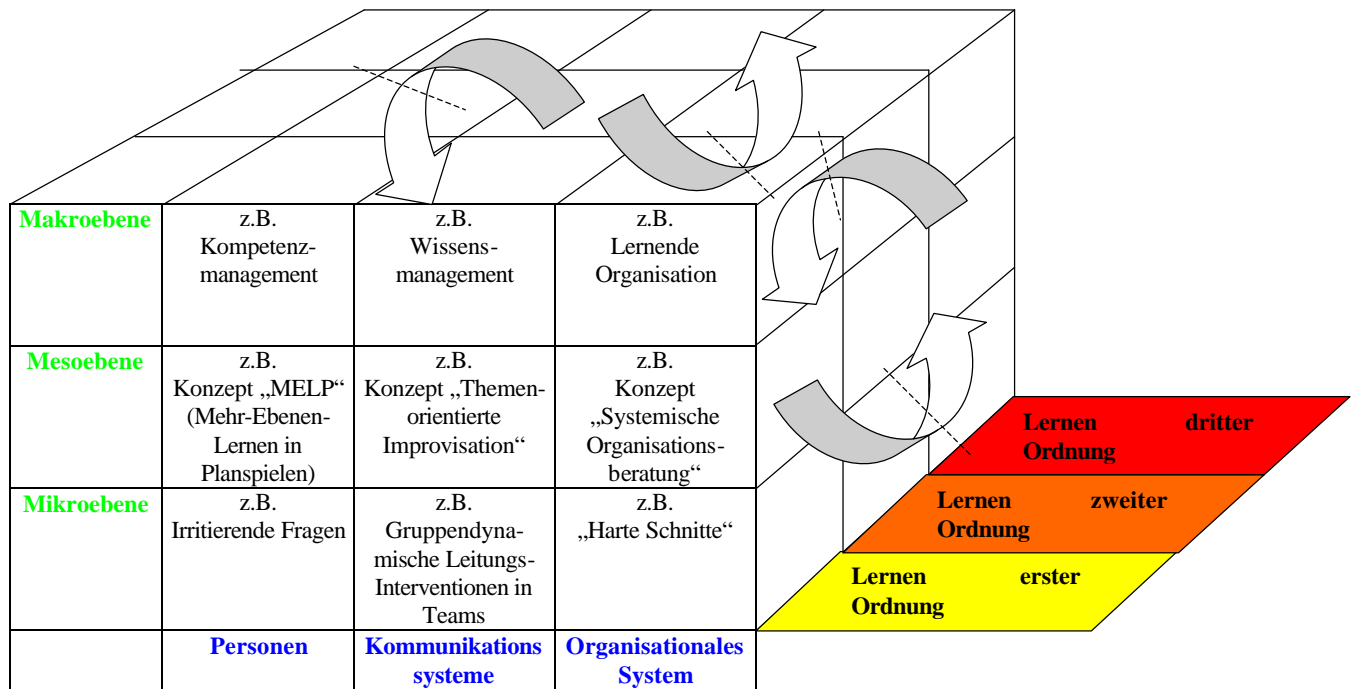 Makroebene
z.B.
Kompetenz-
management
z.B.
Wissens-
management
z.B.
Lernende
Organisation
Mesoebene
z.B.
Konzept „MELP“
(Mehr-Ebenen-
Lernen in
Planspielen)
z.B.
Konzept „Themen-
orientierte
Improvisation“
z.B.
Konzept
„Systemische
Organisations-
beratung“
Mikroebene
z.B.
Irritierende Fragen
z.B.
Gruppendyna-
mische Leitungs-
Interventionen in
Teams
z.B.
„Harte Schnitte“
Personen
Kommunikations
systeme
Organisationales
System
Lernen dritter
Ordnung
Lernen zweiter
Ordnung
Lernen erster
Ordnung